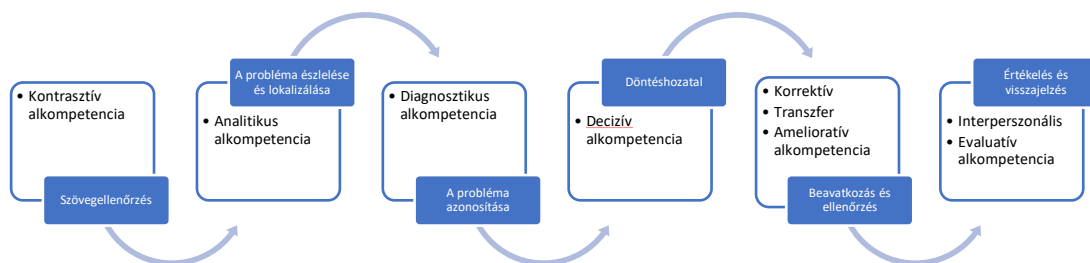 • Kontrasztív
alkompetencia
Szövegellenőrzés
A probléma észlelése
és lokalizálása
• Analitikus
alkompetencia
• Diagnosztikus
alkompetencia
A probléma
azonosítása
Döntéshozatal
• Decizív
alkompetencia
• Korrektív
• Transzfer
• Amelioratív
alkompetencia
Beavatkozás és
ellenőrzés
Értékelés és
visszajelzés
• Interperszonális
• Evaluatív
alkompetencia